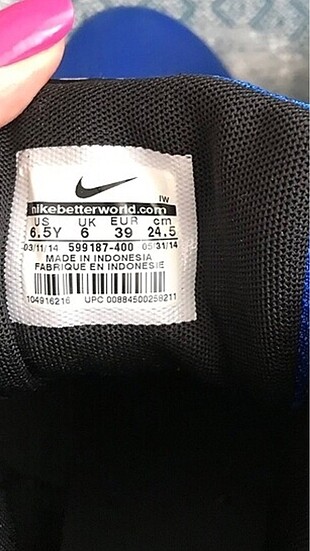 IW
nikebetterworld.com
US UK EUR cm
6.5Y 6 39 24.5
03/11/14 599187-400 05/31/14
MADE IN INDONESIA
FABRIQUE EN INDONESIE
104916216 UPC 00884500258211